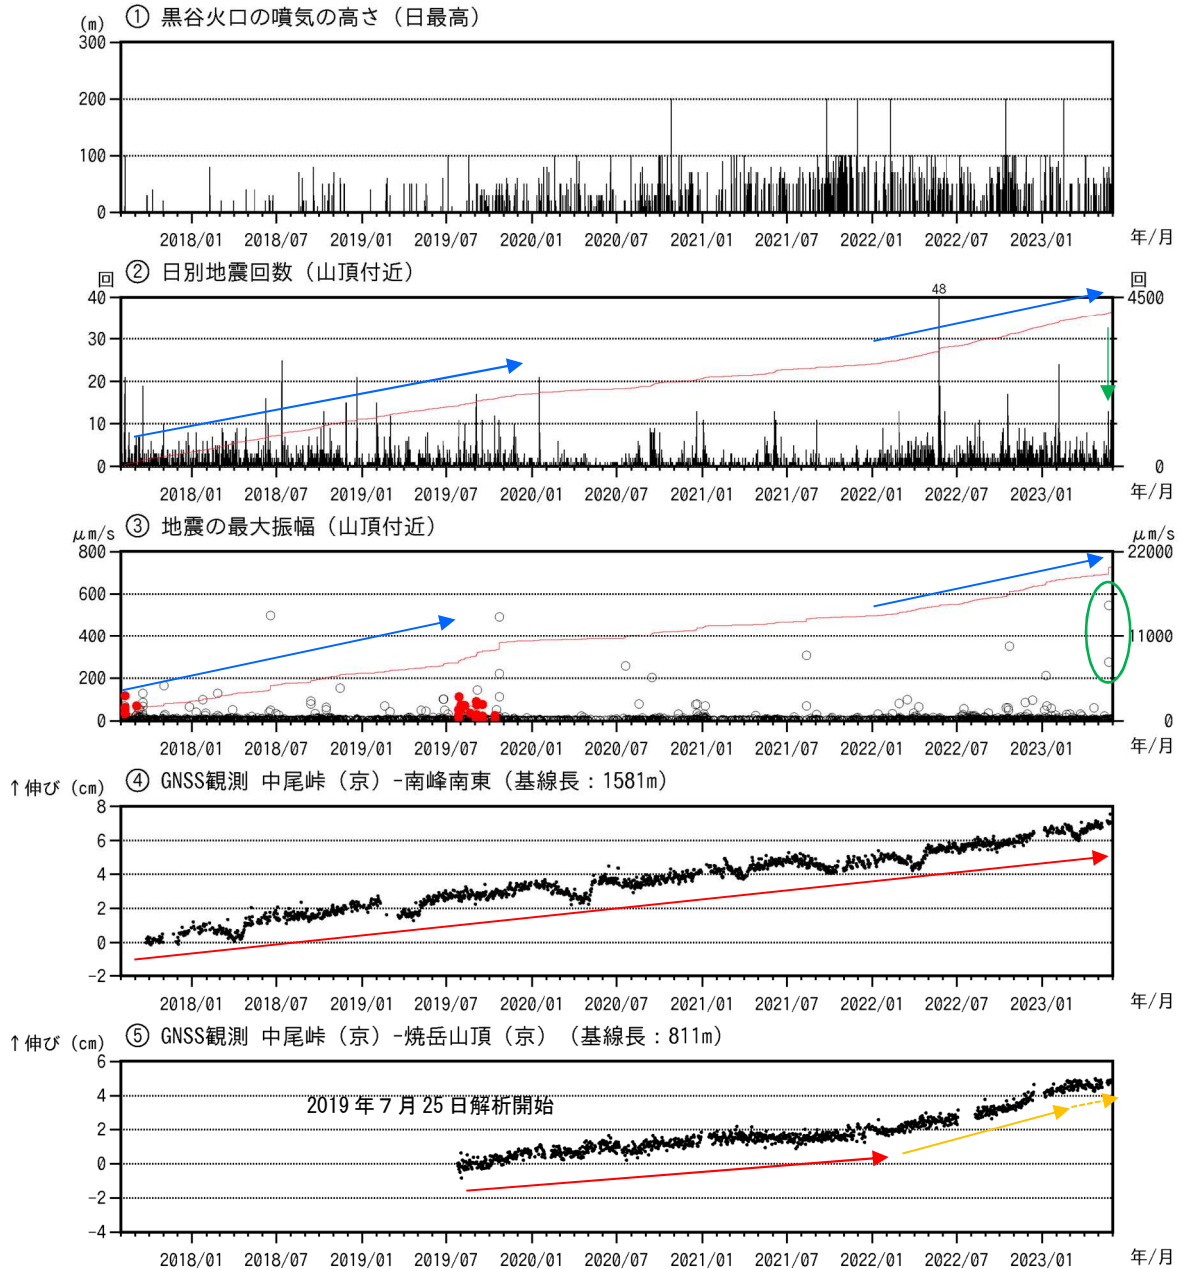 ① 黒谷火口の噴気の高さ（日最高）
(m)
300
200
100
0
2018/01 2018/07 2019/01 2019/07 2020/01 2020/07 2021/01 2021/07 2022/01 2022/07 2023/01 年/月
② 日別地震回数（山頂付近）
回 回
48
40 4500
30
20
10
0 0
2018/01 2018/07 2019/01 2019/07 2020/01 2020/07 2021/01 2021/07 2022/01 2022/07 2023/01 年/月
③ 地震の最大振幅（山頂付近）
μm/s μm/s
800 22000
600
400 11000
200
0 0
2018/01 2018/07 2019/01 2019/07 2020/01 2020/07 2021/01 2021/07 2022/01 2022/07 2023/01 年/月
↑伸び(cm) ④ GNSS観測 中尾峠（京）-南峰南東（基線長：1581m）
8
6
4
2
0
-2
2018/01 2018/07 2019/01 2019/07 2020/01 2020/07 2021/01 2021/07 2022/01 2022/07 2023/01 年/月
↑伸び(cm) ⑤ GNSS観測 中尾峠（京）-焼岳山頂（京）（基線長：811m）
6
4
2019年7月25日解析開始
2
0
-2
-4
2018/01 2018/07 2019/01 2019/07 2020/01 2020/07 2021/01 2021/07 2022/01 2022/07 2023/01 年/月